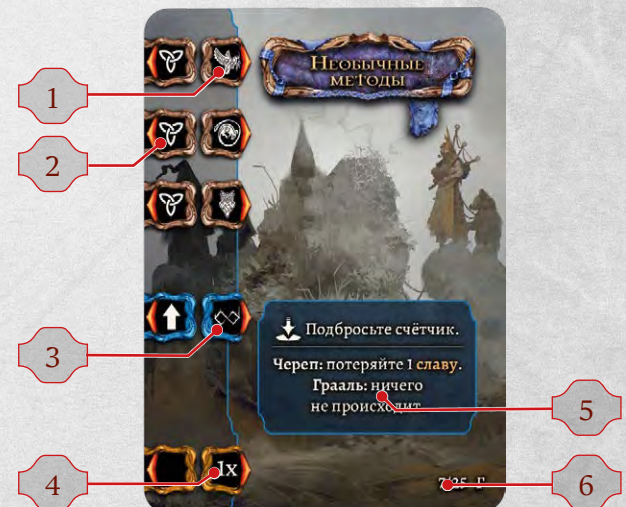 Необычные
методы
1
2
3
4
1x
Подбросьте счётчик.
Череп: потеряйте 1 славу.
Грааль: ничего
не происходит
5
6